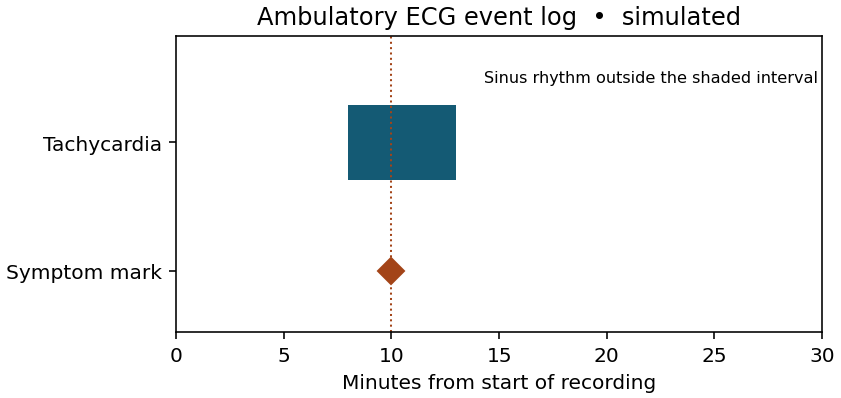 Ambulatory ECG event log • simulated
Sinus rhythm outside the shaded interval
Tachycardia
Symptom mark
0 5 10 15 20 25 30
Minutes from start of recording